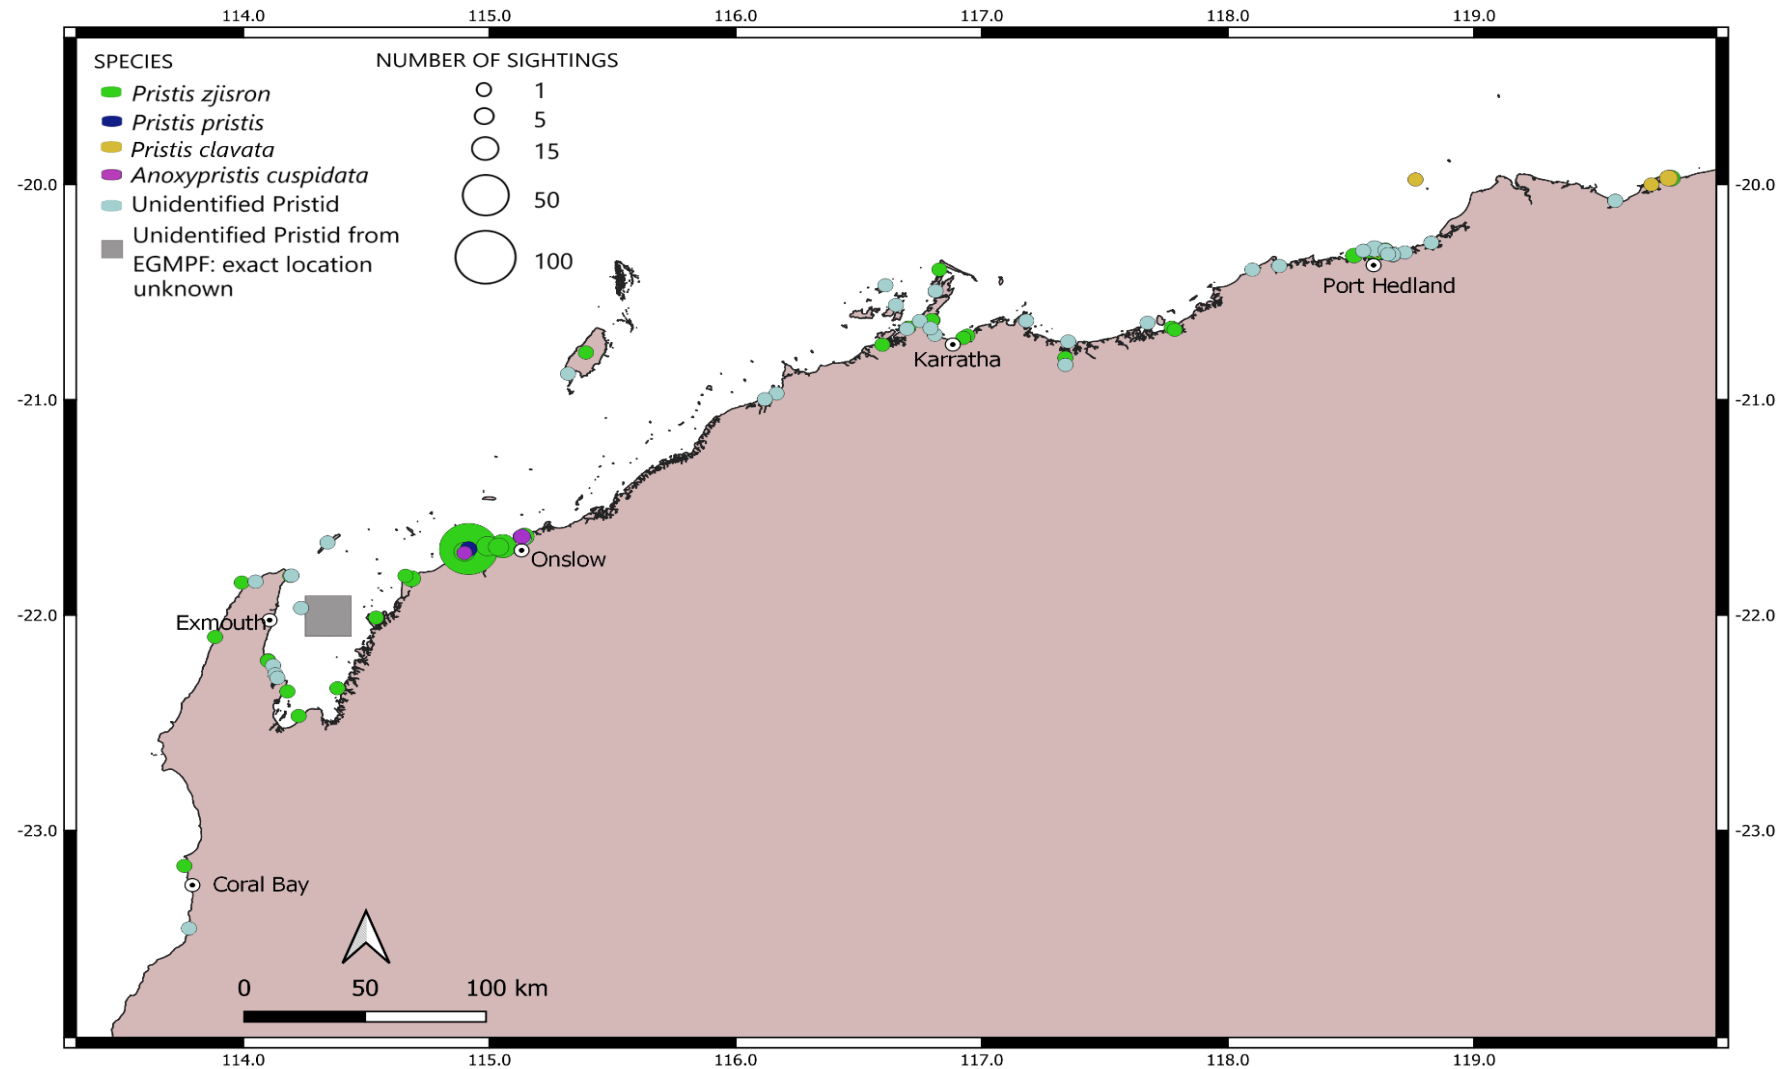 114.0 115.0 116.0 117.0 118.0 119.0
SPECIES
Pristis zjisron
Pristis pristis
Pristis clavata
Anoxypristis cuspidata
Unidentified Pristid
Unidentified Pristid from
EGMPF: exact location
unknown
NUMBER OF SIGHTINGS
1
5
15
50
100
-20.0 -20.0
Port Hedland
Karratha
-21.0 -21.0
Onslow
-22.0 -22.0
Exmouth
-23.0 -23.0
Coral Bay
0 50 100 km
114.0 115.0 116.0 117.0 118.0 119.0